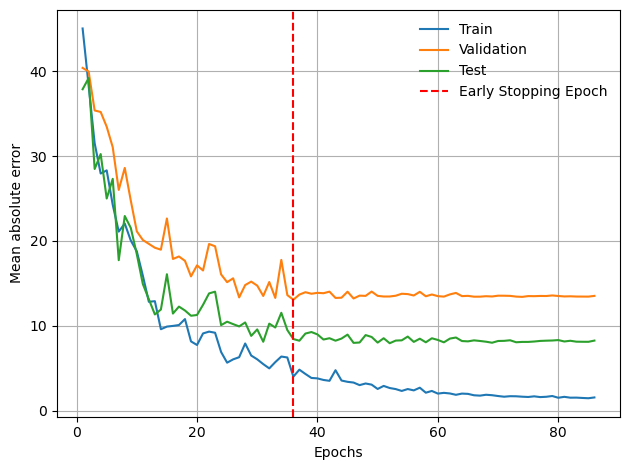 Train
Validation
Test
Early Stopping Epoch
Mean absolute error
40
30
20
10
0
0 20 40 60 80
Epochs